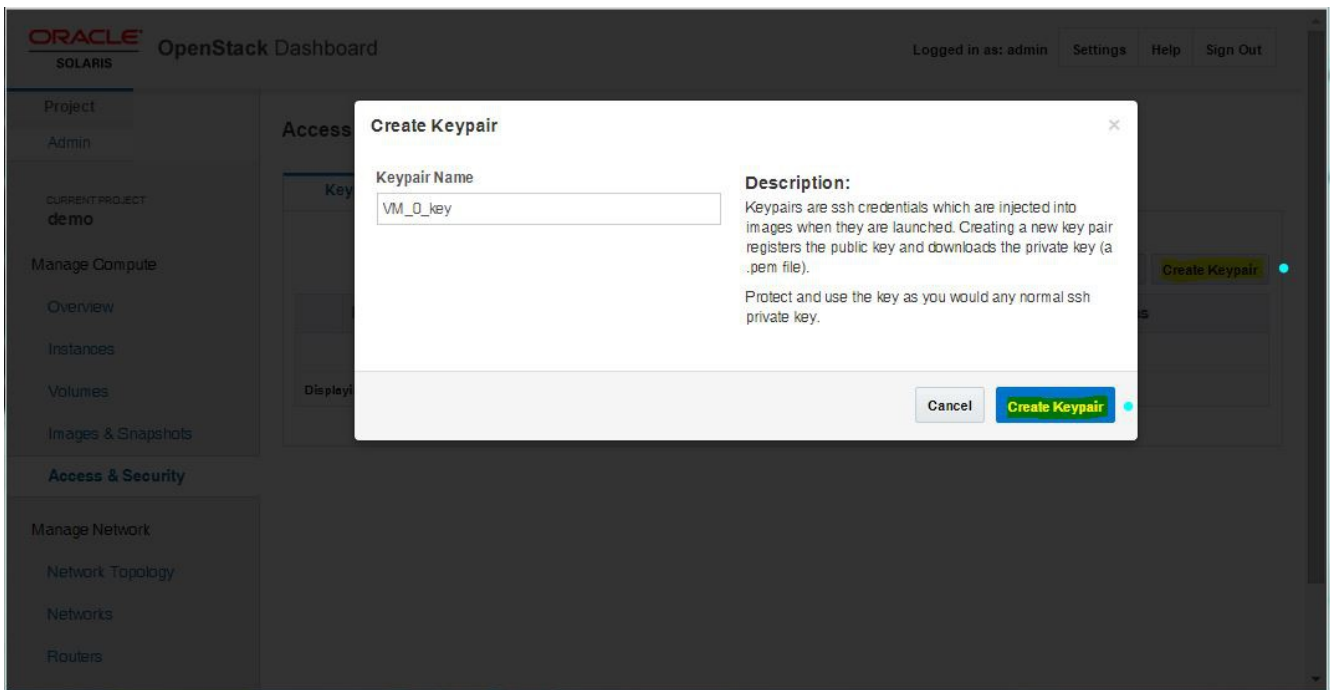 ORACLE
SOLARIS
OpenStack Dashboard
Logged in as: admin
Settings
Help
Sign Out
Project
Admin
CURRENT PROJECT
demo
Manage Compute
Overview
Instances
Volumes
Images & Snapshots
Access & Security
Manage Network
Network Topology
Networks
Routers
Access
Key
Create Keypair
Create Keypair
×
Keypair Name
VM_0_key
Description:
Keypairs are ssh credentials which are injected into
images when they are launched. Creating a new key pair
registers the public key and downloads the private key (a
.pem file).
Protect and use the key as you would any normal ssh
private key.
Cancel
Create Keypair